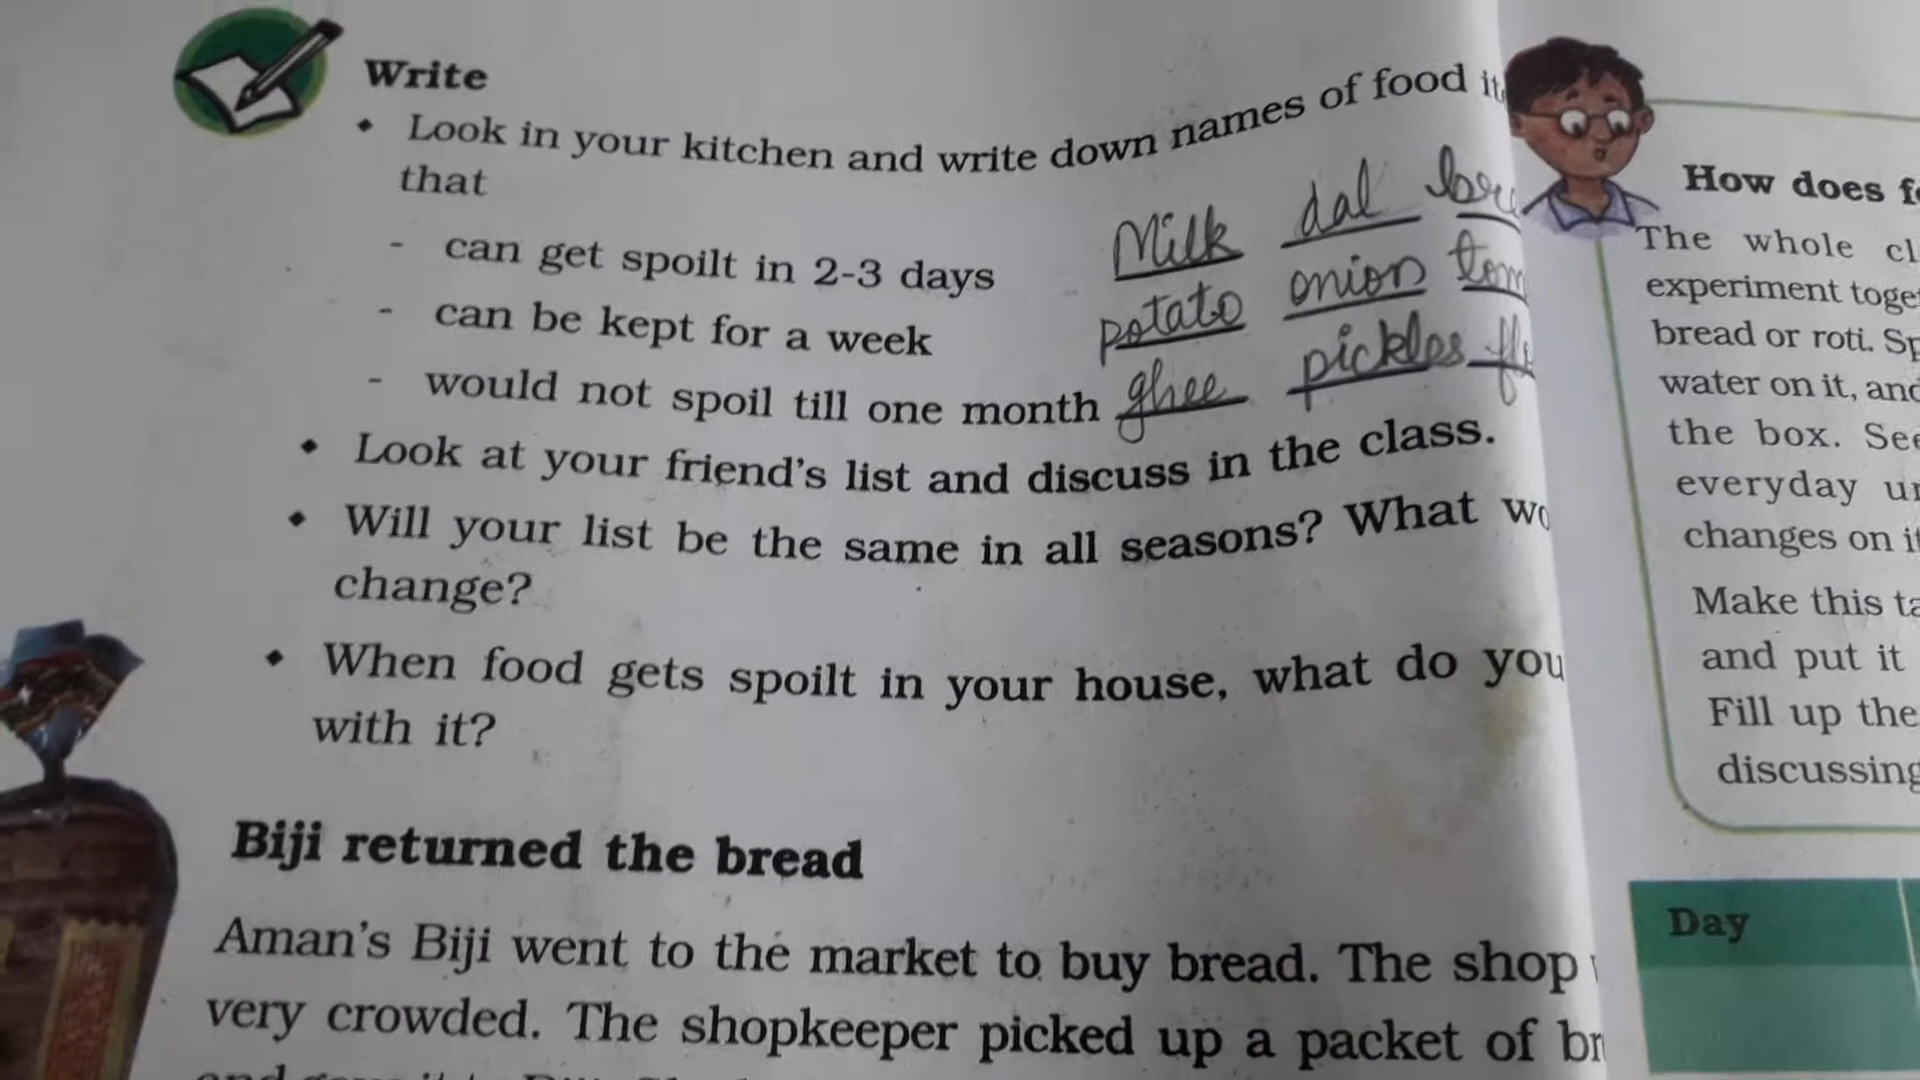 Write
• Look in your kitchen and write down names of food
that
- can get spoilt in 2-3 days Milk dal
- can be kept for a week potato onion
- would not spoil till one month ghee pickles
• Look at your friend's list and discuss in the class.
• Will your list be the same in all seasons? What
change?
• When food gets spoilt in your house, what do you
with it?
Biji returned the bread
Aman's Biji went to the market to buy bread. The shop
very crowded. The shopkeeper picked up a packet of
How does
The whole
experiment
bread or roti.
water on it,
the box.
everyday
changes on
Make this
and put it
Fill up the
discussing
Day